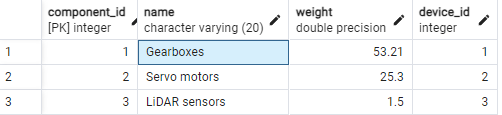 component_id name weight device_id
[PK] integer character varying (20) double precision integer
1 1 Gearboxes 53.21 1
2 2 Servo motors 25.3 2
3 3 LiDAR sensors 1.5 3